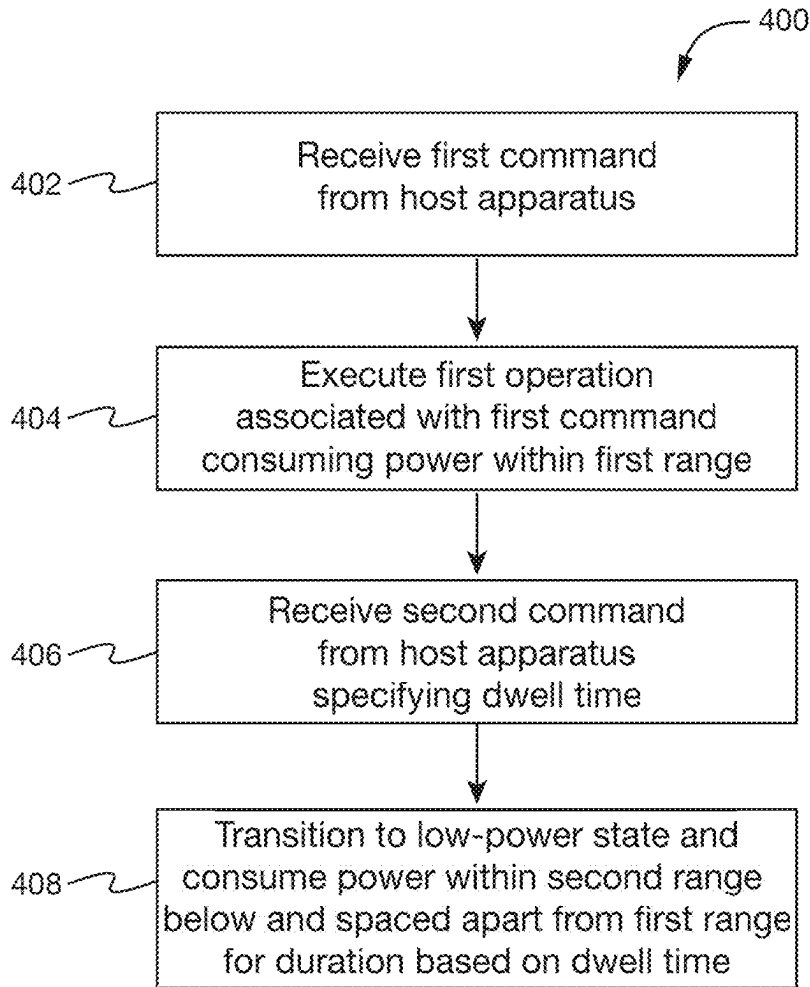 400
402
Receive first command
from host apparatus
404
Execute first operation
associated with first command
consuming power within first range
406
Receive second command
from host apparatus
specifying dwell time
408
Transition to low-power state and
consume power within second range
below and spaced apart from first range
for duration based on dwell time